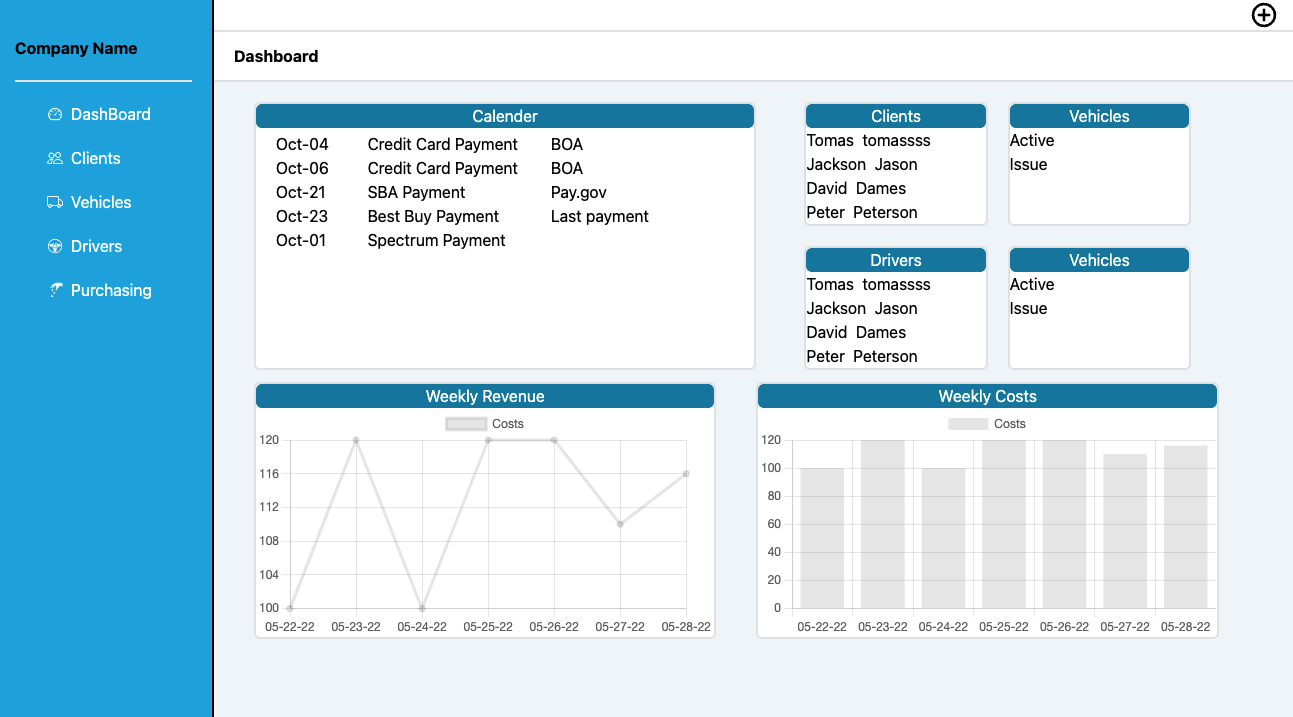 Company Name
DashBoard
Clients
Vehicles
Drivers
Purchasing
Dashboard
Calender
Oct-04 Credit Card Payment BOA
Oct-06 Credit Card Payment BOA
Oct-21 SBA Payment Pay.gov
Oct-23 Best Buy Payment Last payment
Oct-01 Spectrum Payment
Clients
Tomas tomassss
Jackson Jason
David Dames
Peter Peterson
Vehicles
Active
Issue
Drivers
Tomas tomassss
Jackson Jason
David Dames
Peter Peterson
Vehicles
Active
Issue
Weekly Revenue
Costs
120
116
112
108
104
100
05-22-22 05-23-22 05-24-22 05-25-22 05-26-22 05-27-22 05-28-22
Weekly Costs
Costs
120
100
80
60
40
20
0
05-22-22 05-23-22 05-24-22 05-25-22 05-26-22 05-27-22 05-28-22